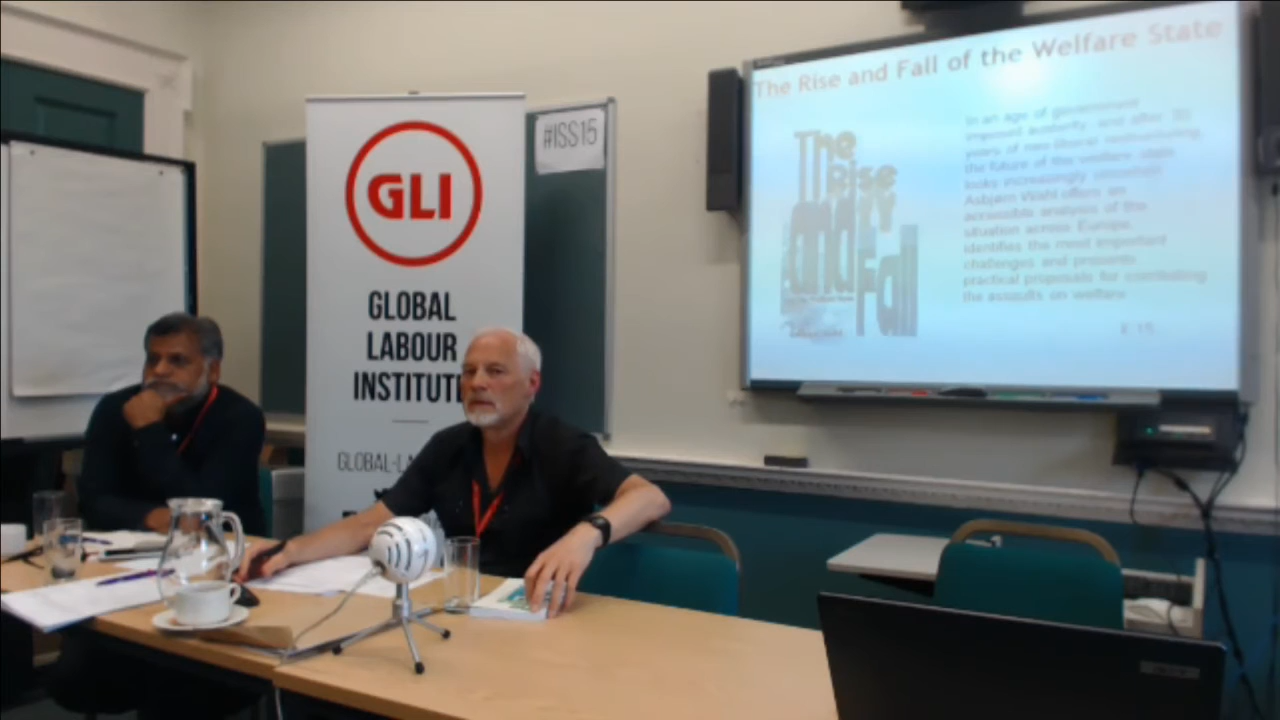 GLI
GLOBAL
LABOUR
INSTITUTE
GLOBAL-LA
#ISS15
The Rise and Fall of the Welfare State
The
Rise
and
Fall
In an age of government
imposed austerity, and after 30
years of neo-liberal restructuring,
the future of the welfare state
looks increasingly uncertain.
Asbjørn Wahl offers an
accessible analysis of the
situation across Europe,
identifies the most important
challenges and presents
practical proposals for combating
the assaults on welfare.
£ 15